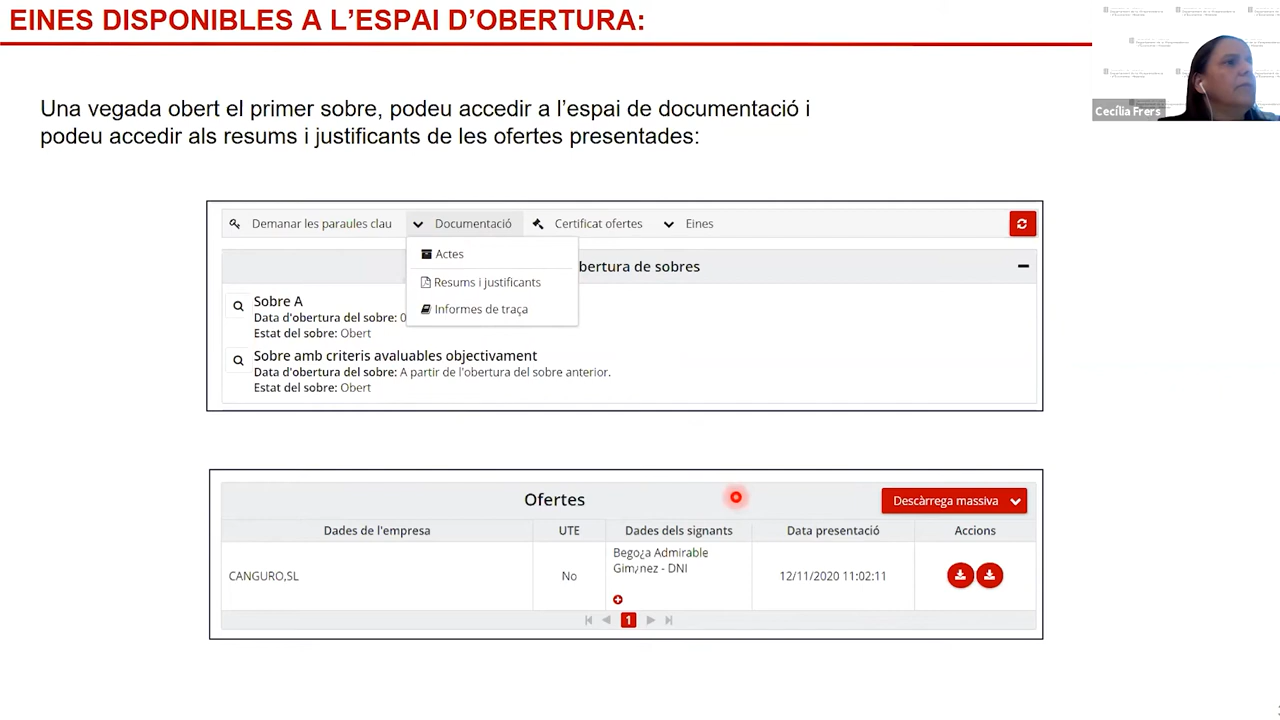 EINES DISPONIBLES A L’ESPAI D’OBERTURA:
Cecília Frers
Una vegada obert el primer sobre, podeu accedir a l’espai de documentació i
podeu accedir als resums i justificants de les ofertes presentades:
Demanar les paraules clau Documentació Certificat ofertes Eines
Actes
Resums i justificants
Informes de traça
bertura de sobres
Sobre A
Data d'obertura del sobre: 0
Estat del sobre: Obert
Sobre amb criteris avaluables objectivament
Data d'obertura del sobre: A partir de l'obertura del sobre anterior.
Estat del sobre: Obert
Ofertes
Descàrrega massiva
Dades de l'empresa UTE Dades dels signants Data presentació Accions
CANGURO,SL No Bego¿a Admirable
Gim¿nez - DNI 12/11/2020 11:02:11
1